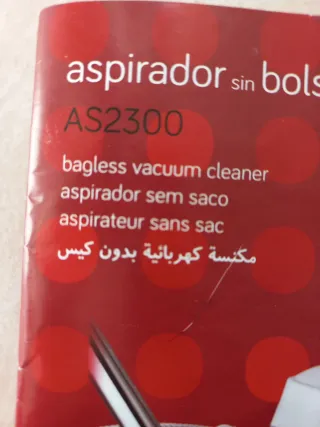 aspirador sin bols
AS2300
bagless vacuum cleaner
aspirador sem saco
aspirateur sans sac
مكنسة كهربائية بدون كيس